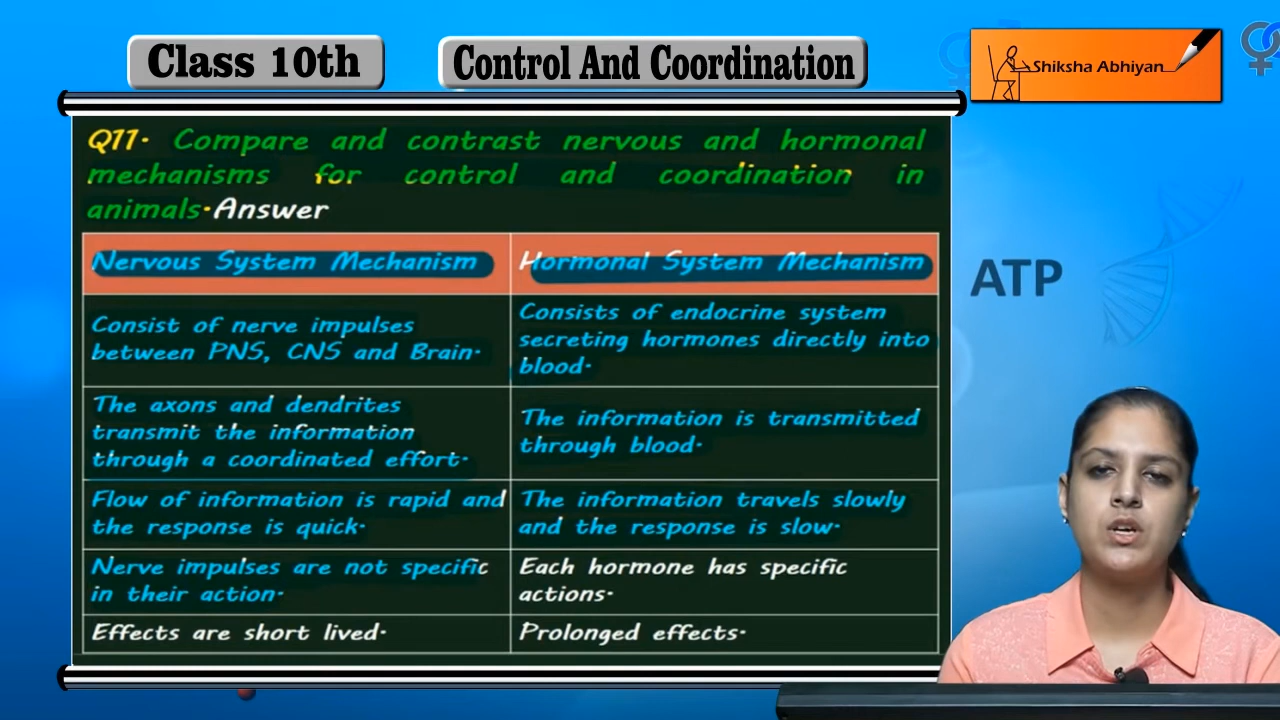 Class 10th
Control And Coordination
Shiksha Abhiyan
Q11· Compare and contrast nervous and hormonal
mechanisms for control and coordination in
animals·Answer
Nervous System Mechanism
Hormonal System Mechanism
Consist of nerve impulses
between PNS, CNS and Brain·
Consists of endocrine system
secreting hormones directly into
blood·
The axons and dendrites
transmit the information
through a coordinated effort·
The information is transmitted
through blood·
Flow of information is rapid and
the response is quick·
The information travels slowly
and the response is slow·
Nerve impulses are not specific
in their action·
Each hormone has specific
actions·
Effects are short lived·
Prolonged effects·
ATP